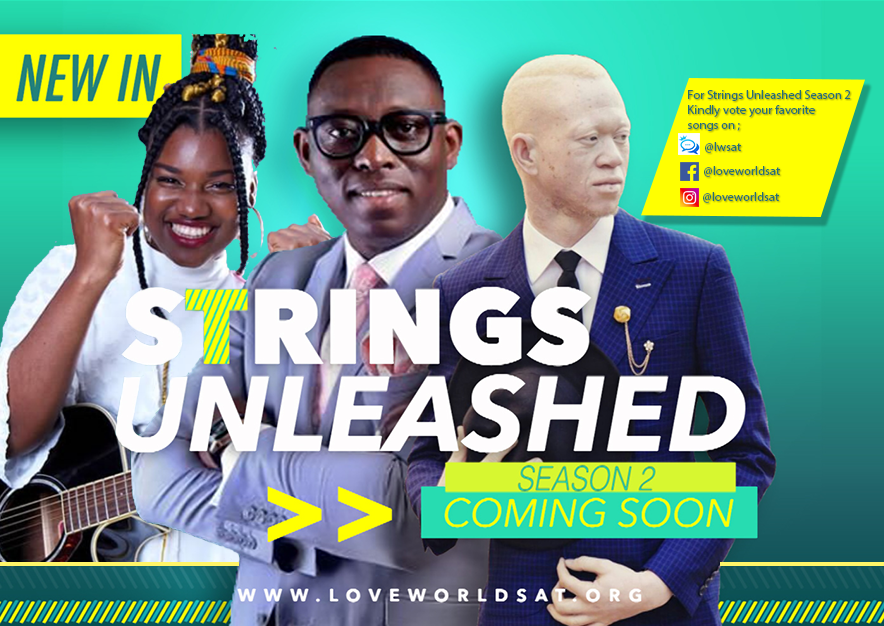 NEW IN
For Strings Unleashed Season 2
Kindly vote your favorite
songs on ;
@lwsat
@loveworldsat
@loveworldsat
STRINGS
UNLEASHED
SEASON 2
>> COMING SOON
WWW.LOVEWORLDSAT.ORG